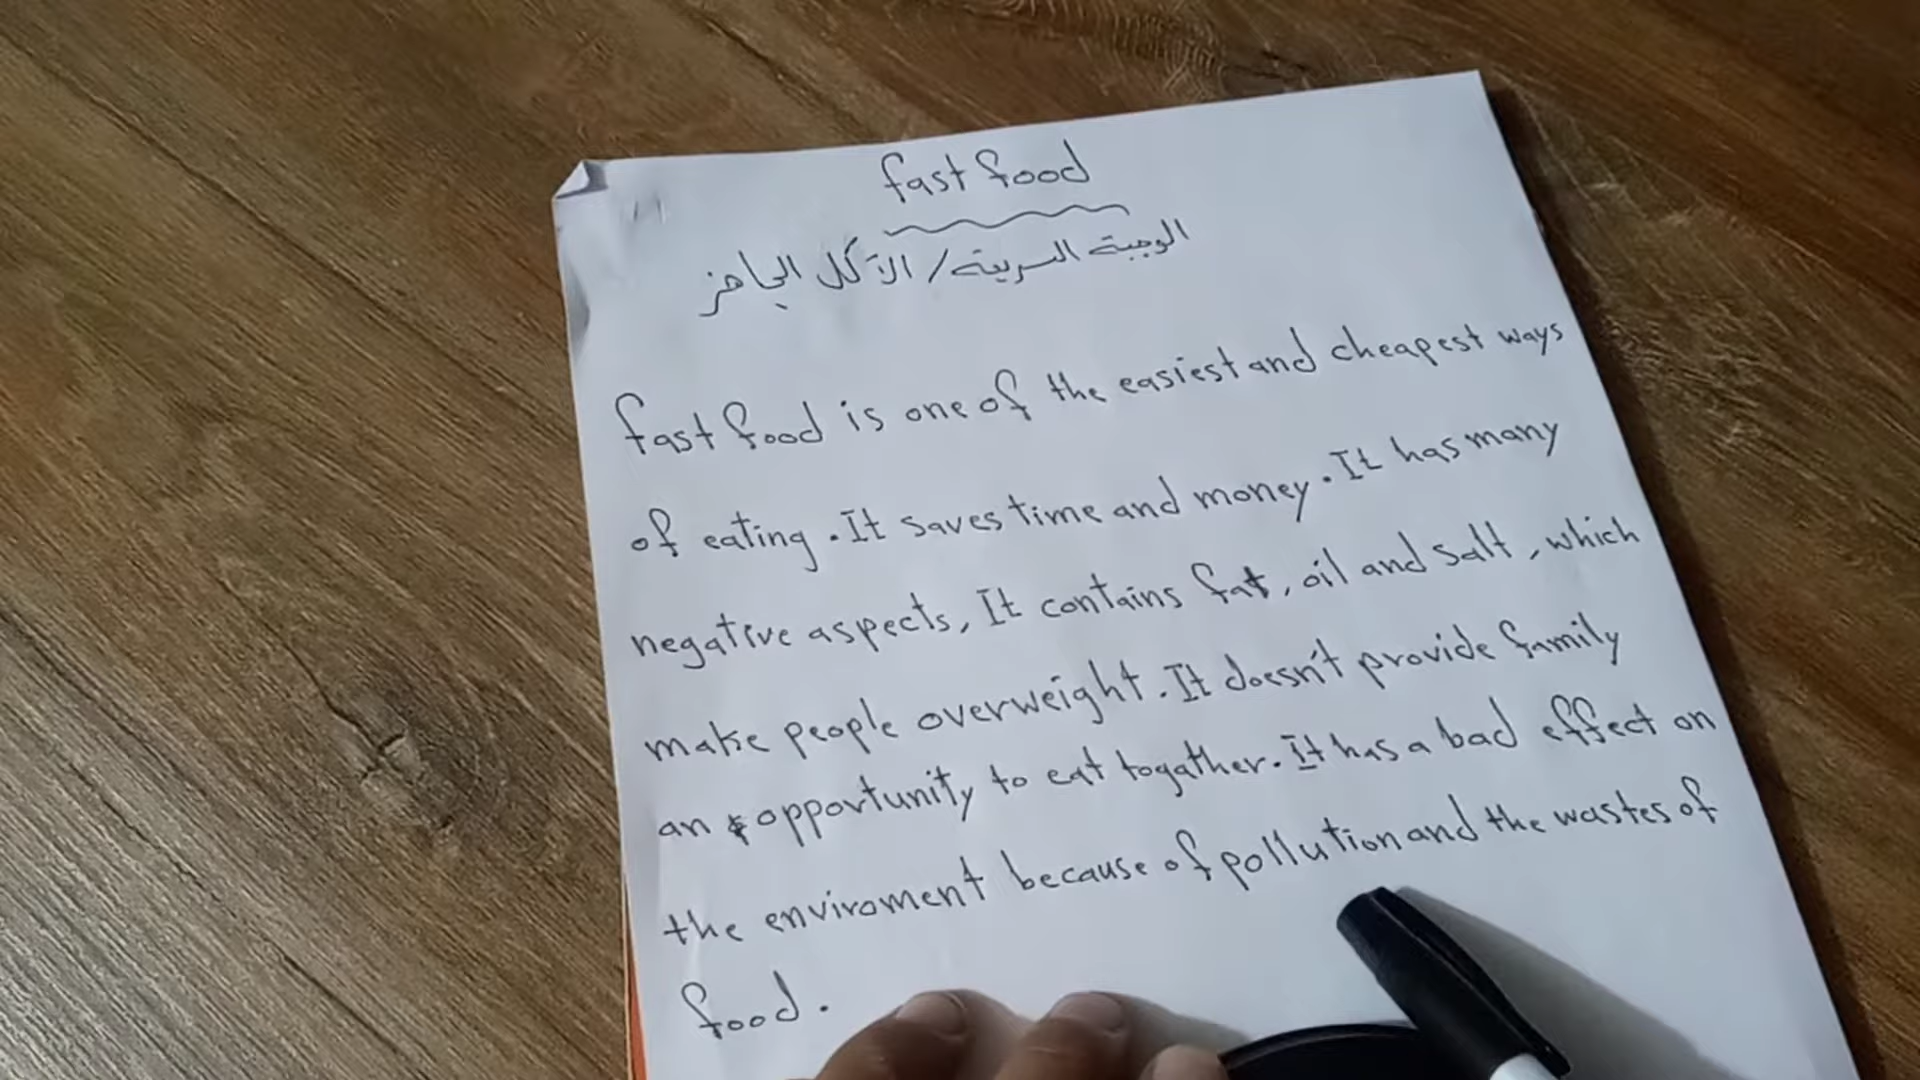 fast food
الوجبة السريعة / الأكل الجاهز
fast food is one of the easiest and cheapest ways
of eating. It saves time and money. It has many
negative aspects, It contains fat, oil and salt, which
make people overweight. It doesn't provide family
an opportunity to eat togather. It has a bad effect on
the enviroment because of pollution and the wastes of
food.